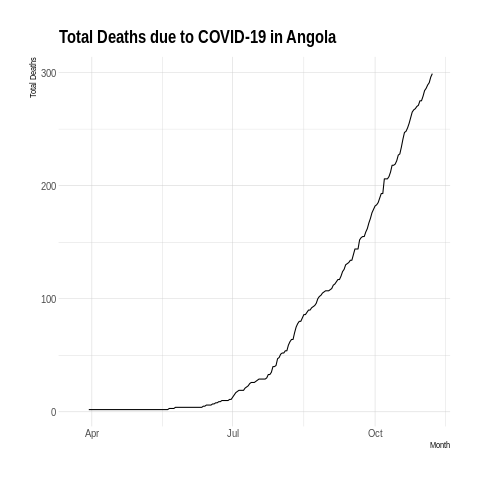 Total Deaths due to COVID-19 in Angola
Total Deaths
300
200
100
0
Apr Jul Oct
Month